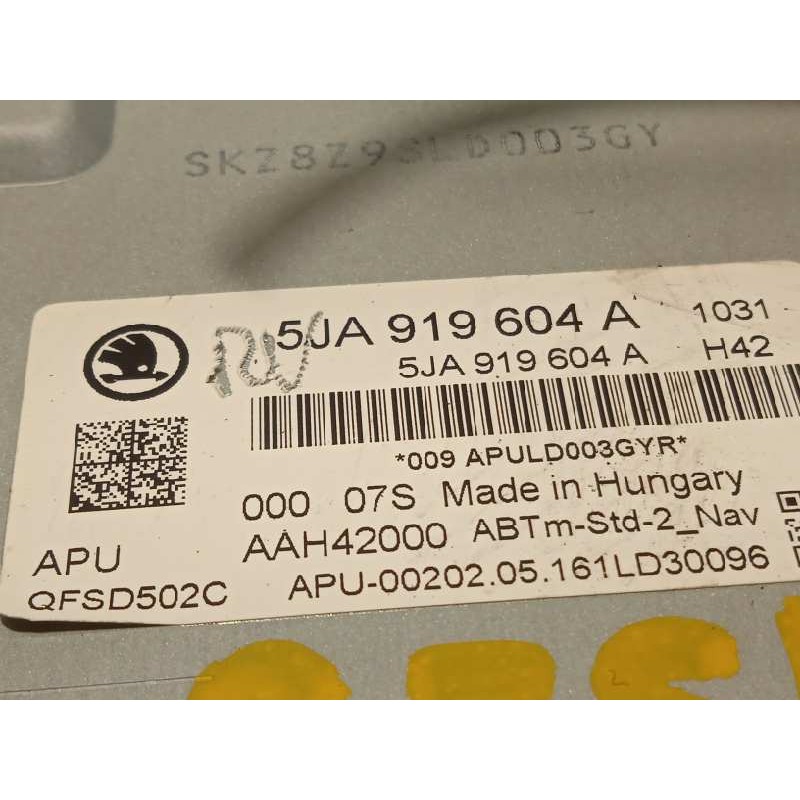 SKZ8Z9SLD003GY
5JA 919 604 A 1031
5JA 919 604 A H42
*009 APULD003GYR*
000 07S Made in Hungary
AAH42000 ABTm-Std-2_Nav
APU
QFSD502C
APU-00202.05.161LD30096